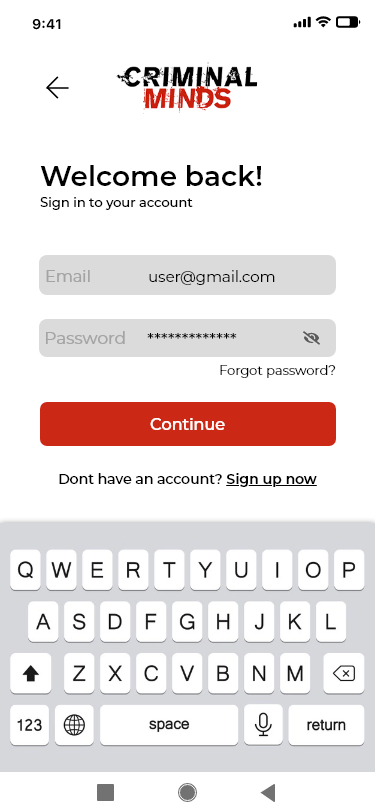 9:41
CRIMINAL
MINDS
Welcome back!
Sign in to your account
Email user@gmail.com
Password *************
Forgot password?
Continue
Dont have an account? Sign up now
Q W E R T Y U I O P
A S D F G H J K L
Z X C V B N M
123 space return